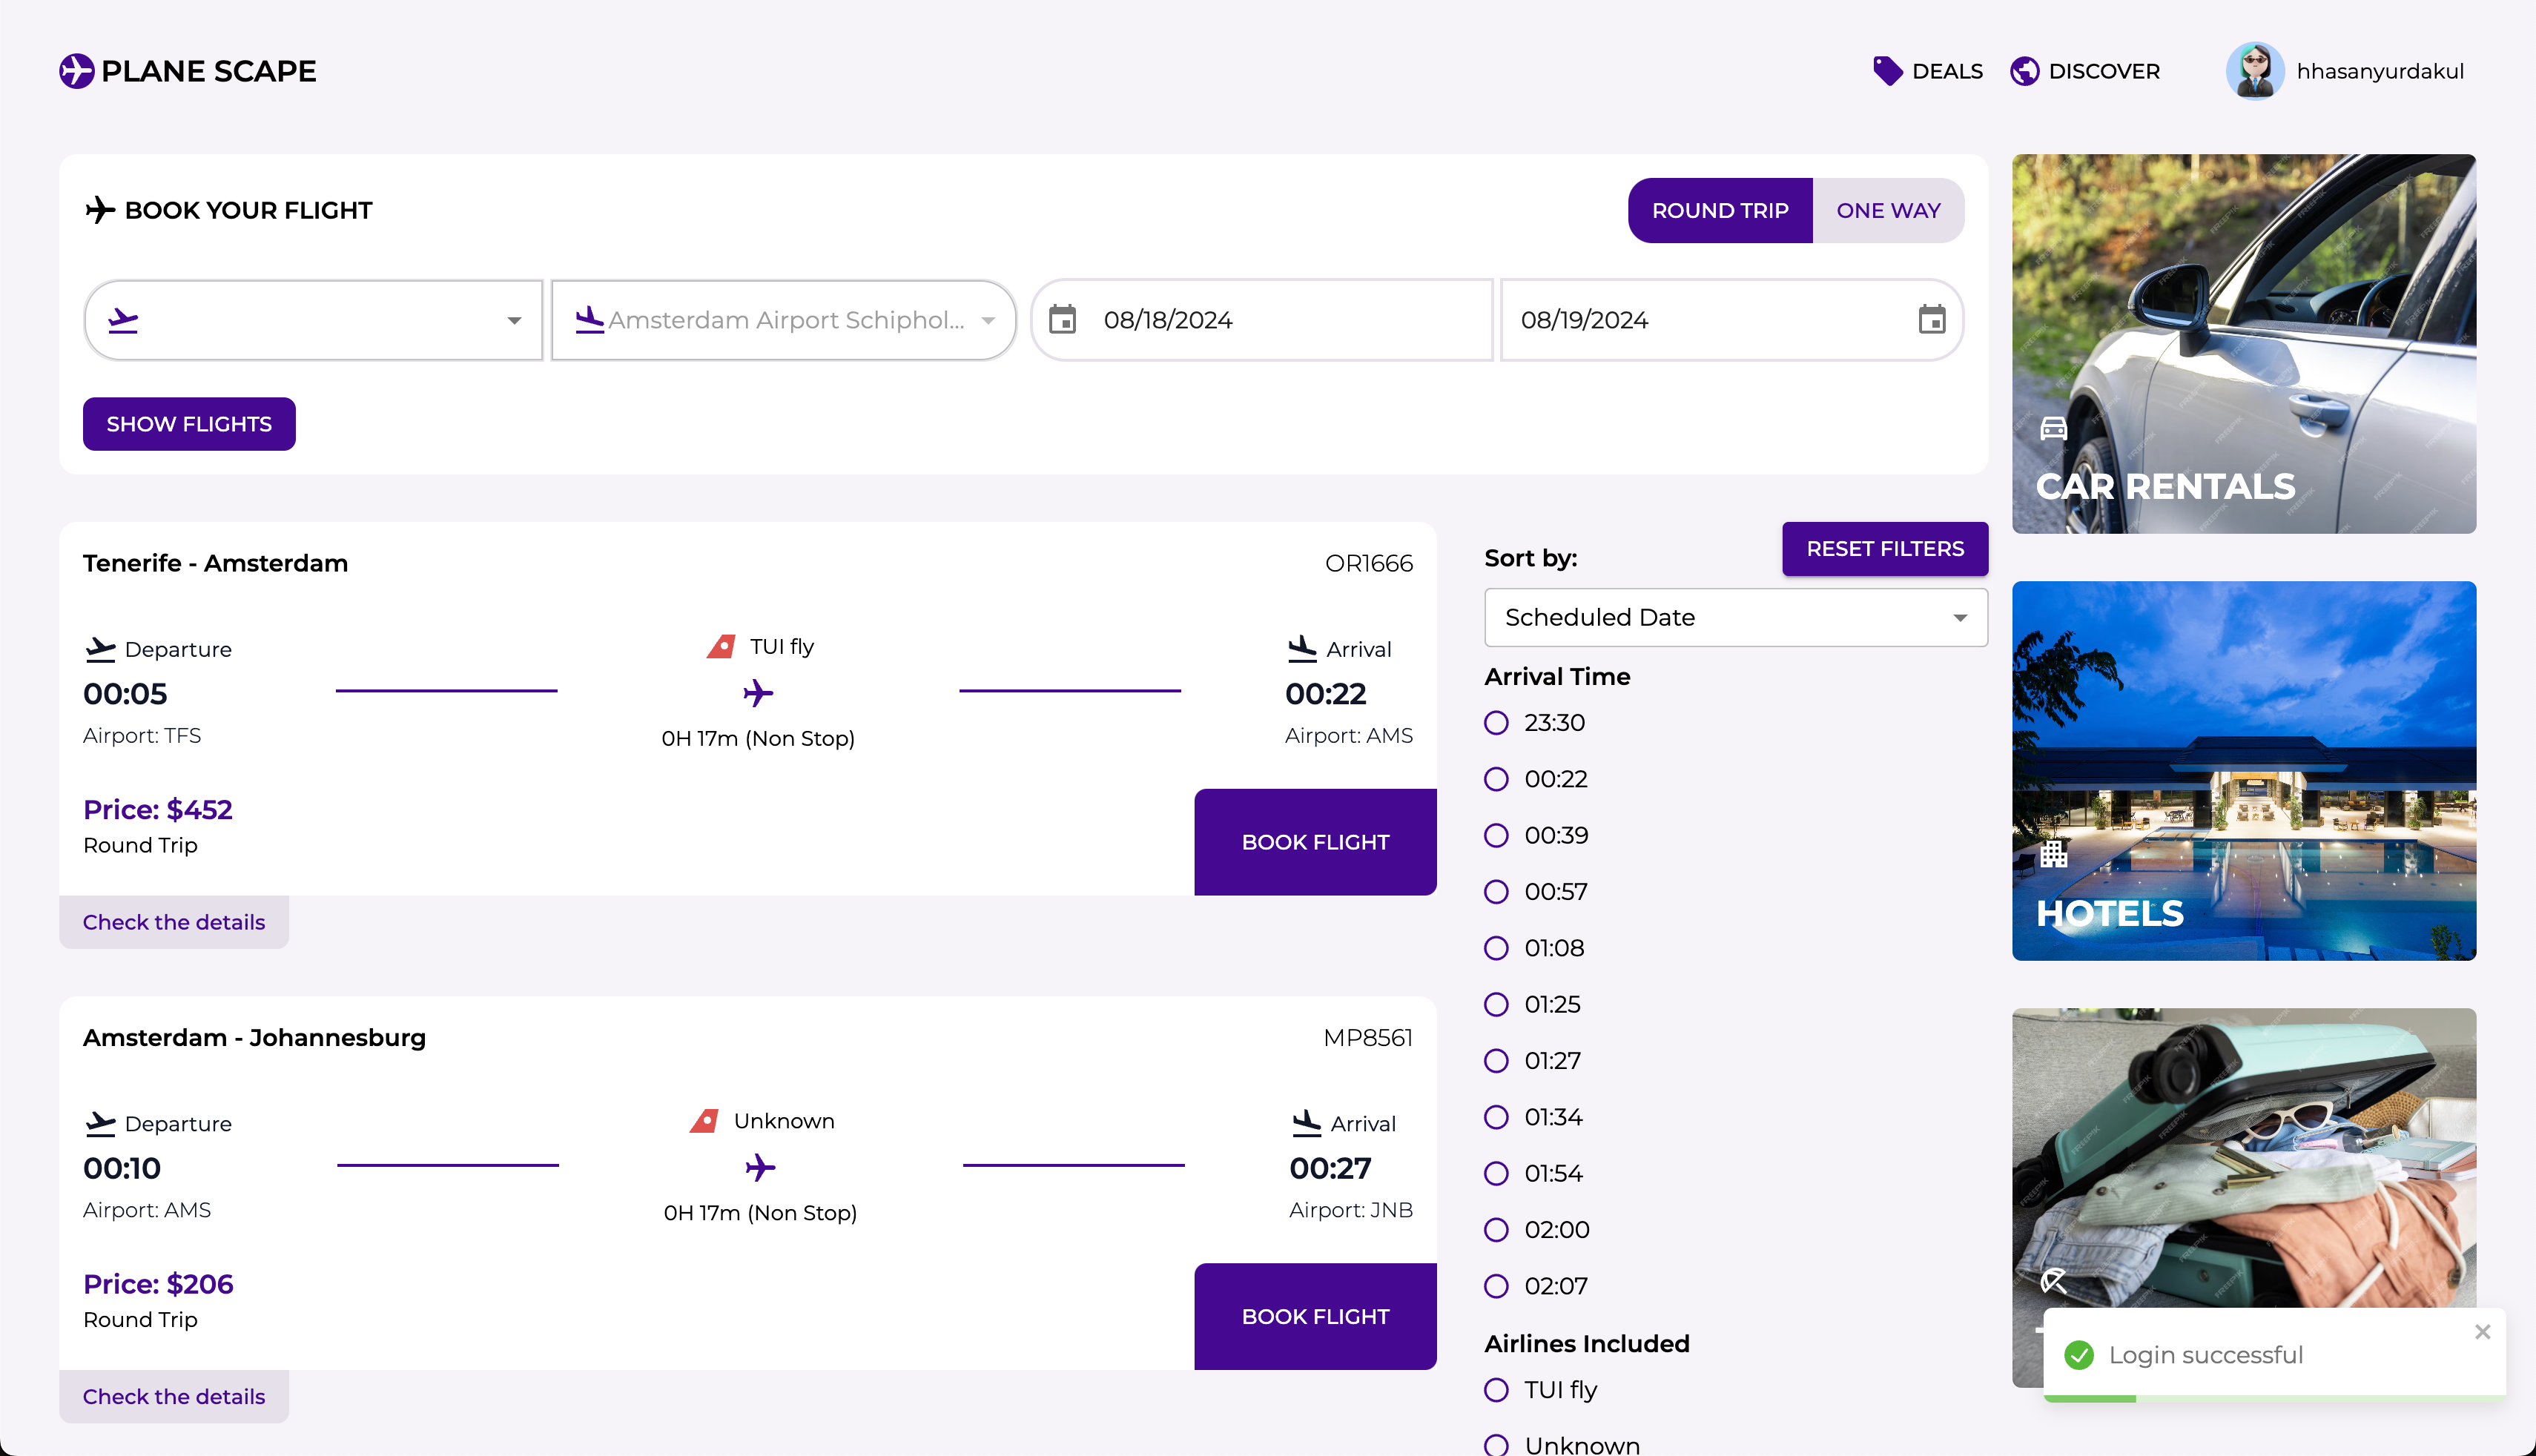 PLANE SCAPE
DEALS
DISCOVER
hhasanyurdakul
BOOK YOUR FLIGHT
ROUND TRIP
ONE WAY
Amsterdam Airport Schiphol...
08/18/2024
08/19/2024
SHOW FLIGHTS
Tenerife - Amsterdam
OR1666
Departure
00:05
Airport: TFS
TUI fly
0H 17m (Non Stop)
Arrival
00:22
Airport: AMS
Price: $452
Round Trip
BOOK FLIGHT
Check the details
Amsterdam - Johannesburg
MP8561
Departure
00:10
Airport: AMS
Unknown
0H 17m (Non Stop)
Arrival
00:27
Airport: JNB
Price: $206
Round Trip
BOOK FLIGHT
Check the details
Sort by:
RESET FILTERS
Scheduled Date
Arrival Time
23:30
00:22
00:39
00:57
01:08
01:25
01:27
01:34
01:54
02:00
02:07
Airlines Included
TUI fly
Unknown
CAR RENTALS
HOTELS
Login successful